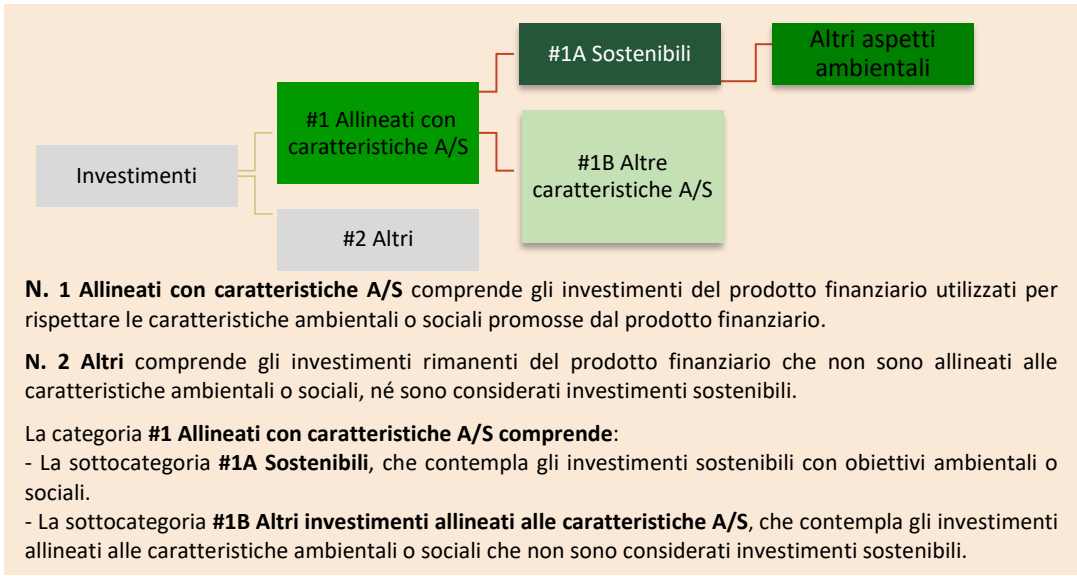 #1A Sostenibili
Altri aspetti
ambientali
#1 Allineati con
caratteristiche A/S
#1B Altre
caratteristiche A/S
Investimenti
#2 Altri
N. 1 Allineati con caratteristiche A/S comprende gli investimenti del prodotto finanziario utilizzati per
rispettare le caratteristiche ambientali o sociali promosse dal prodotto finanziario.
N. 2 Altri comprende gli investimenti rimanenti del prodotto finanziario che non sono allineati alle
caratteristiche ambientali o sociali, né sono considerati investimenti sostenibili.
La categoria #1 Allineati con caratteristiche A/S comprende:
- La sottocategoria #1A Sostenibili, che contempla gli investimenti sostenibili con obiettivi ambientali o
sociali.
- La sottocategoria #1B Altri investimenti allineati alle caratteristiche A/S, che contempla gli investimenti
allineati alle caratteristiche ambientali o sociali che non sono considerati investimenti sostenibili.